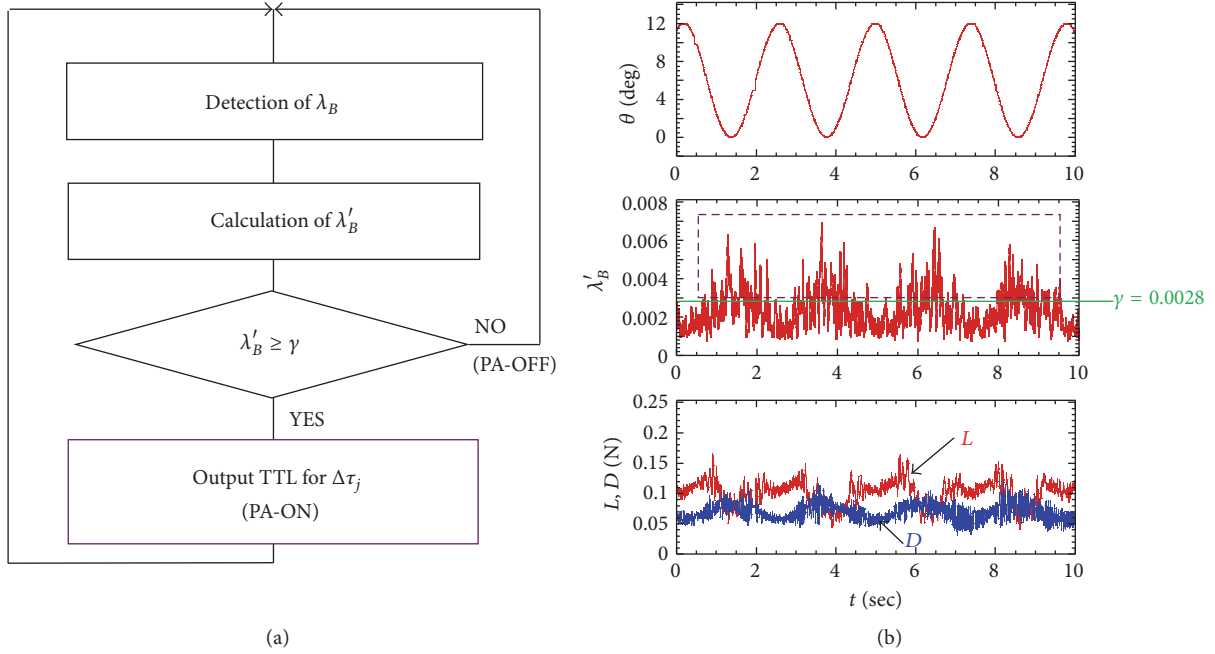 Detection of λ_B
Calculation of λ′_B
λ′_B ≥ γ
NO
(PA-OFF)
YES
Output TTL for Δτ_j
(PA-ON)
(a)
θ (deg)
12
8
4
0
0 2 4 6 8 10
λ′_B
0.008
0.006
0.004
0.002
0
γ = 0.0028
0 2 4 6 8 10
L, D (N)
0.25
0.2
0.15
0.1
0.05
0
L
D
0 2 4 6 8 10
t (sec)
(b)